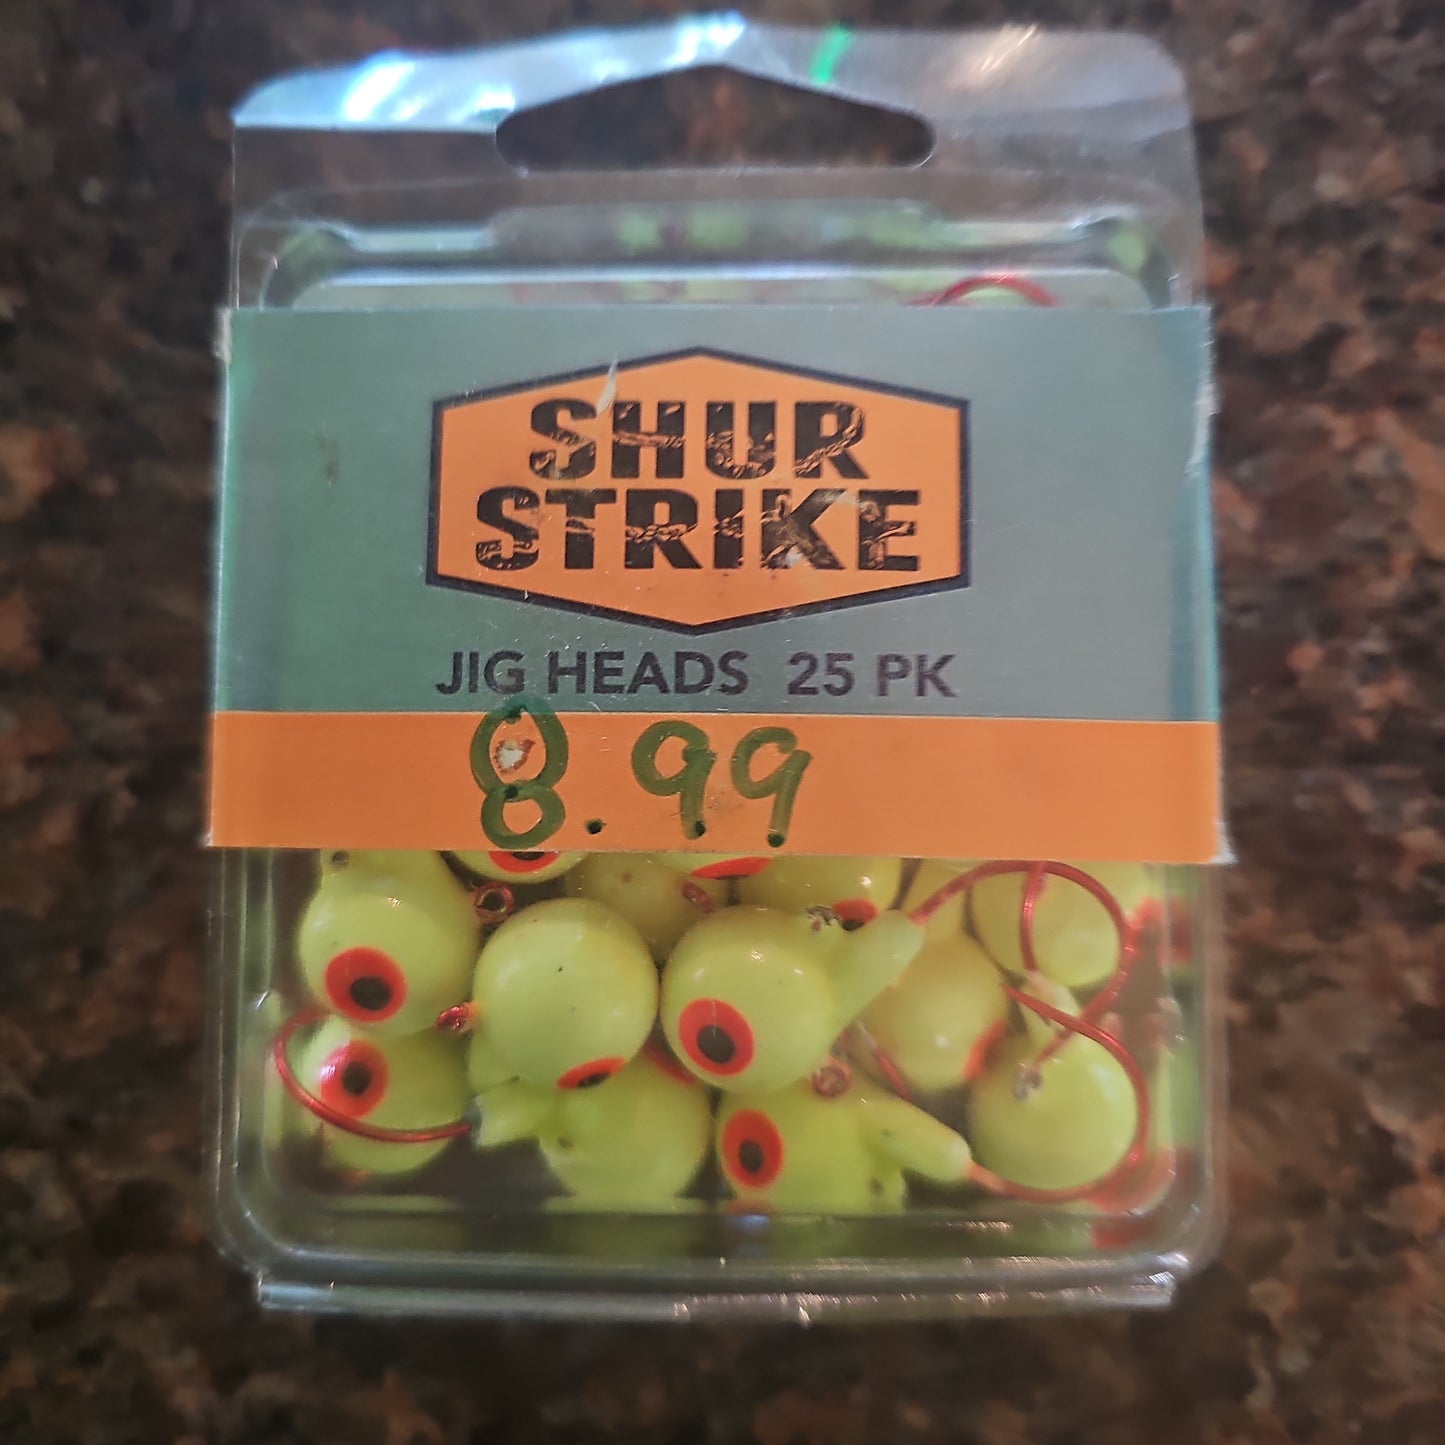 SHUR
STRIKE
JIG HEADS 25 PK
8.99